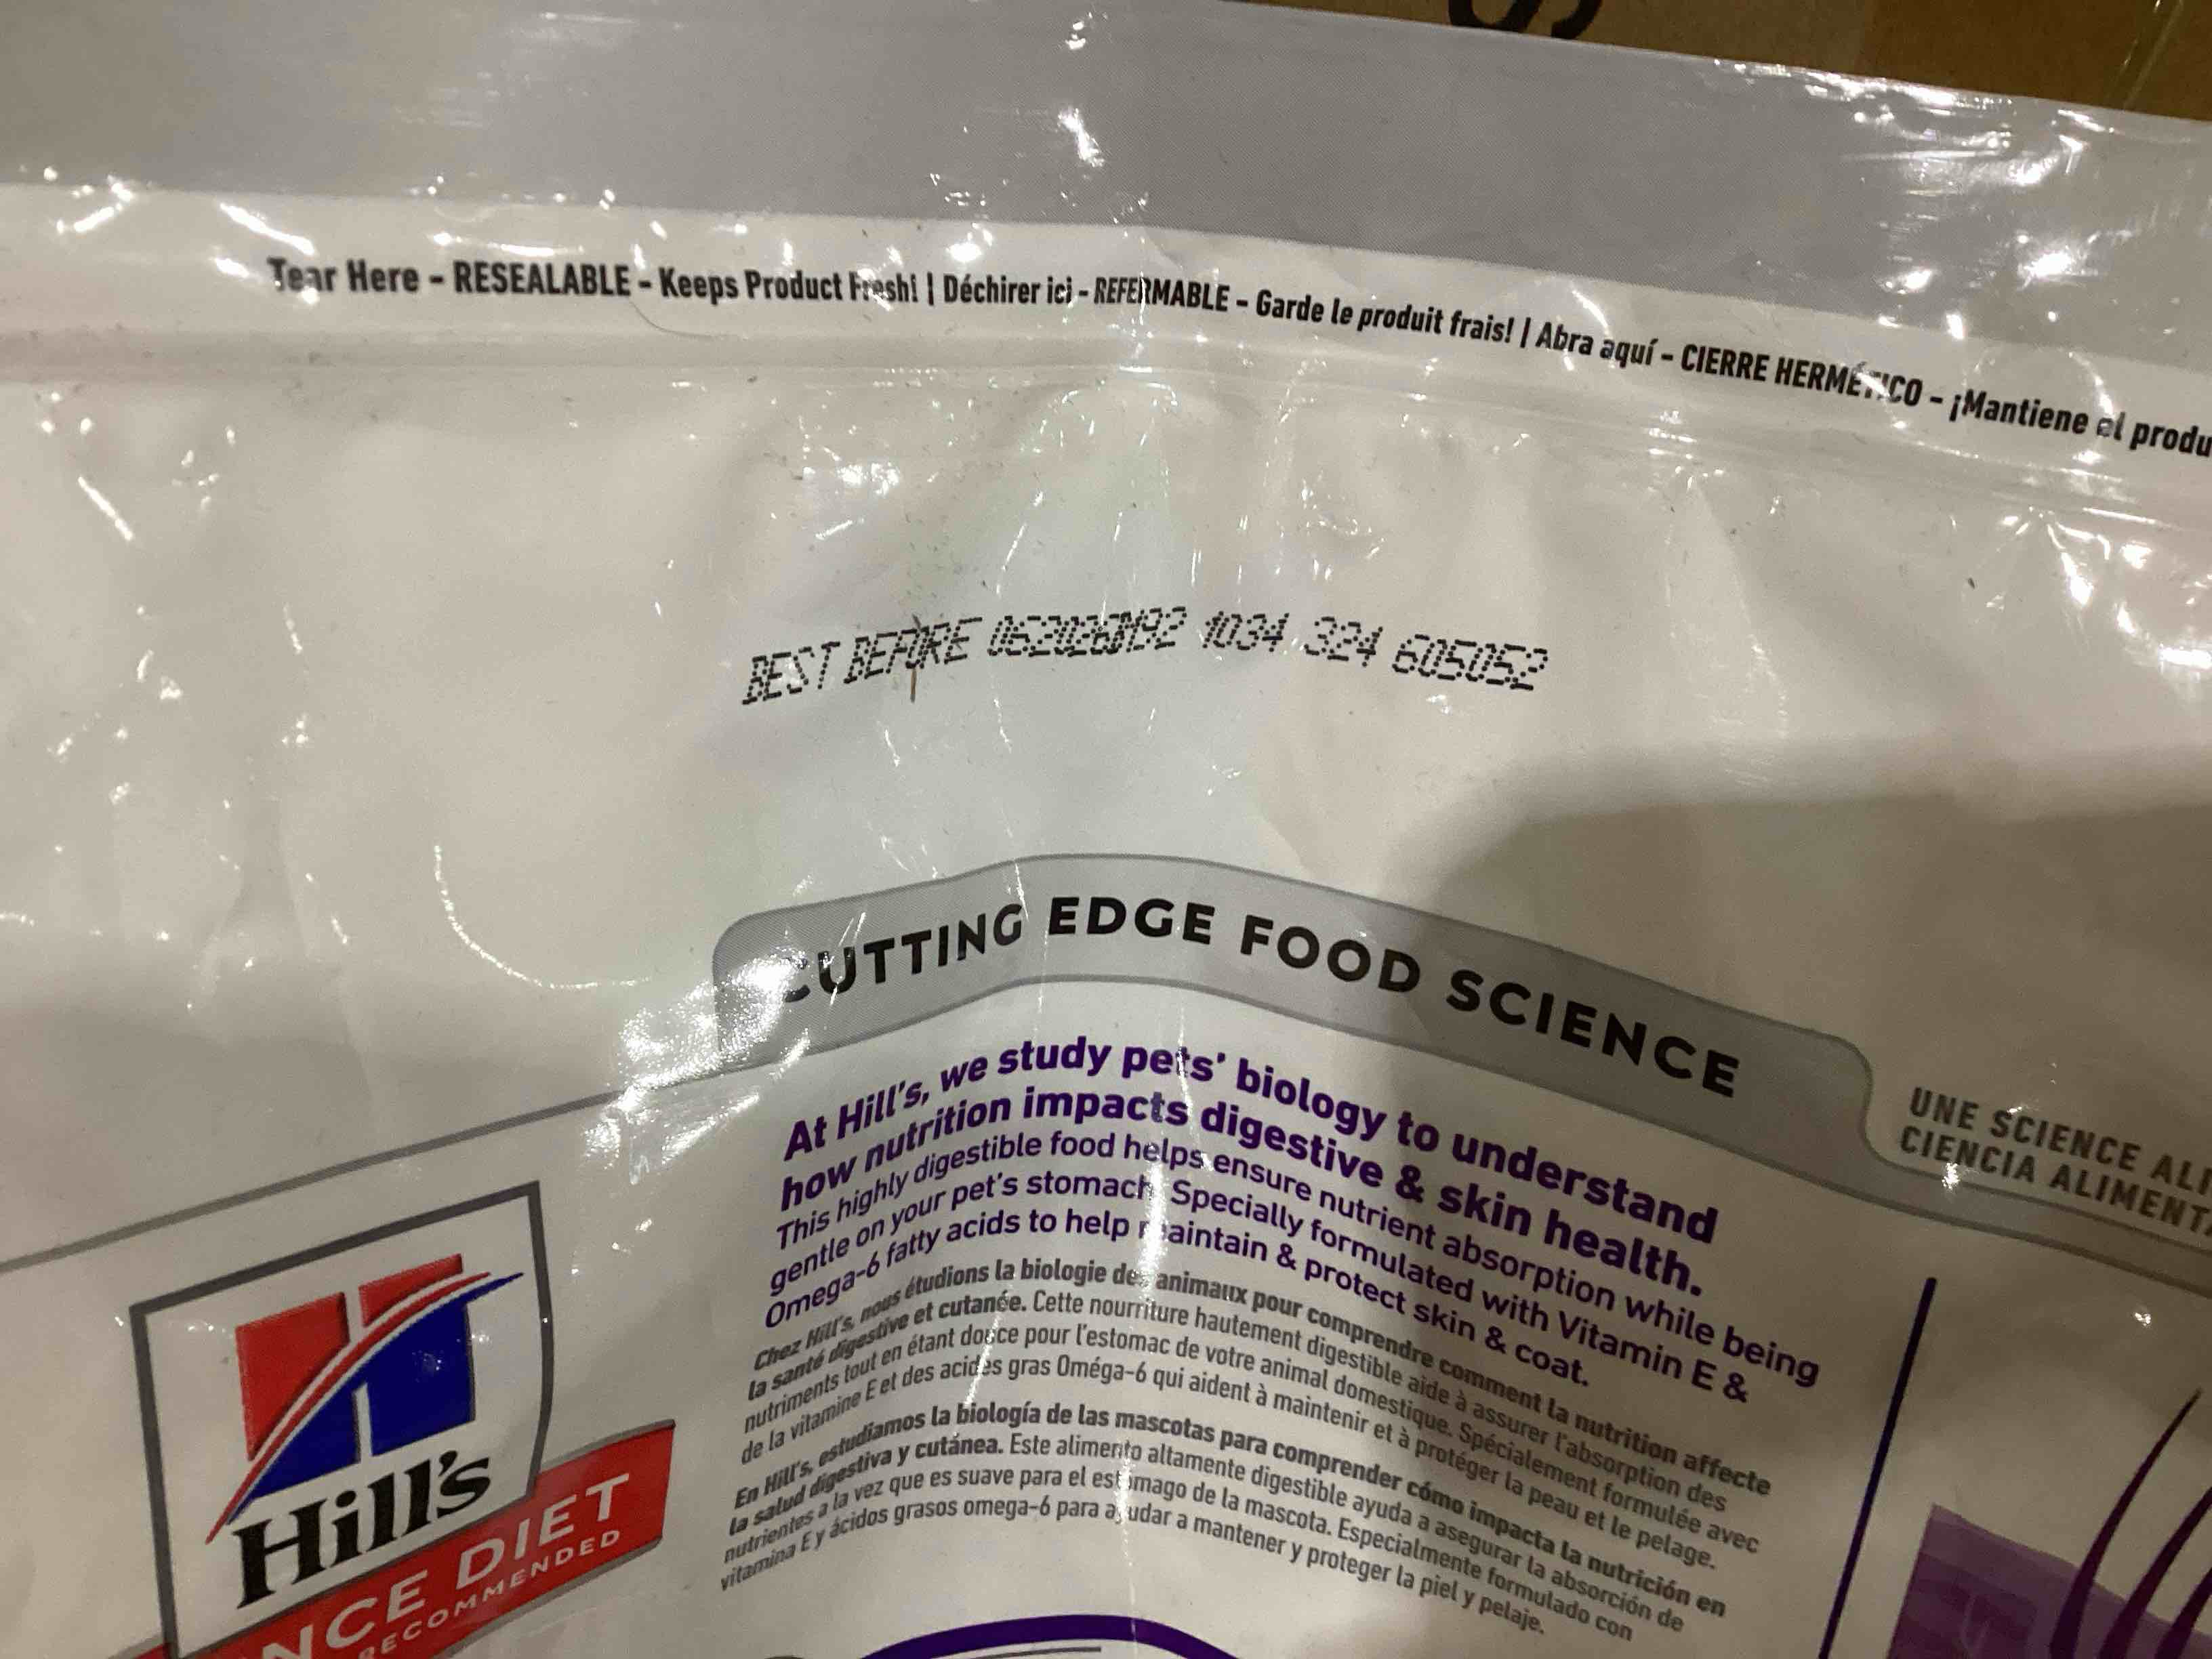 Tear Here - RESEALABLE - Keeps Product Fresh! | Déchirer ici - REFERMABLE - Garde le produit frais! | Abra aquí - CIERRE HERMÉTICO - ¡Mantiene el produ
BEST BEFORE 1034 324 605052
CUTTING EDGE FOOD SCIENCE
UNE SCIENCE ALI
CIENCIA ALIMENT
At Hill's, we study pets' biology to understand
how nutrition impacts digestive & skin health.
This highly digestible food helps ensure nutrient absorption while being
gentle on your pet's stomach. Specially formulated with Vitamin E &
Omega-6 fatty acids to help maintain & protect skin & coat.
Chez Hill's, nous étudions la biologie des animaux pour comprendre comment la nutrition affecte
la santé digestive et cutanée. Cette nourriture hautement digestible aide à assurer l'absorption des
nutriments tout en étant douce pour l'estomac de votre animal domestique. Spécialement formulée avec
de la vitamine E et des acides gras Oméga-6 qui aident à maintenir et à protéger la peau et le pelage.
En Hill's, estudiamos la biología de las mascotas para comprender cómo impacta la nutrición en
la salud digestiva y cutánea. Este alimento altamente digestible ayuda a asegurar la absorción de
nutrientes a la vez que es suave para el estómago de la mascota. Especialmente formulado con
vitamina E y ácidos grasos omega-6 para ayudar a mantener y proteger la piel y pelaje.
Hill's
NCE DIET
RECOMMENDED